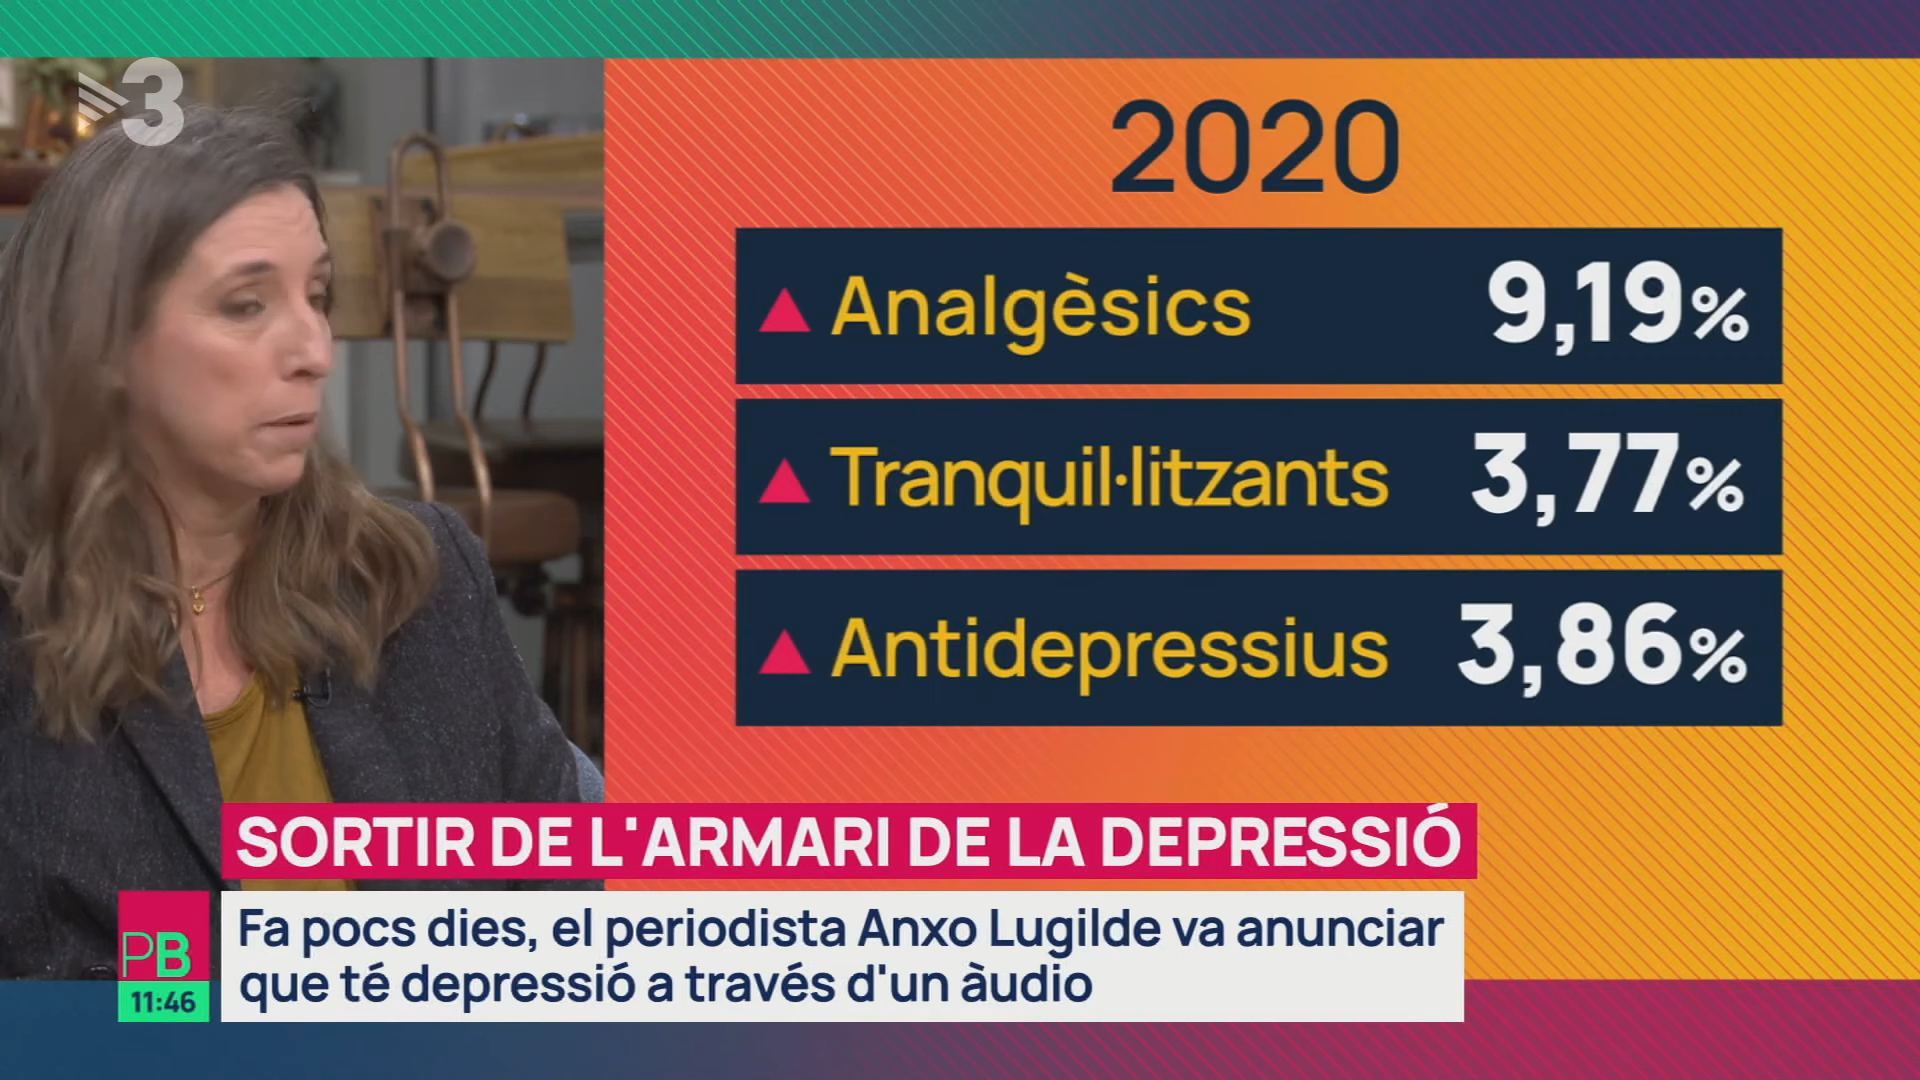 3
2020
Analgèsics 9,19%
Tranquil·litzants 3,77%
Antidepressius 3,86%
SORTIR DE L'ARMARI DE LA DEPRESSIÓ
Fa pocs dies, el periodista Anxo Lugilde va anunciar
que té depressió a través d'un àudio
PB
11:46